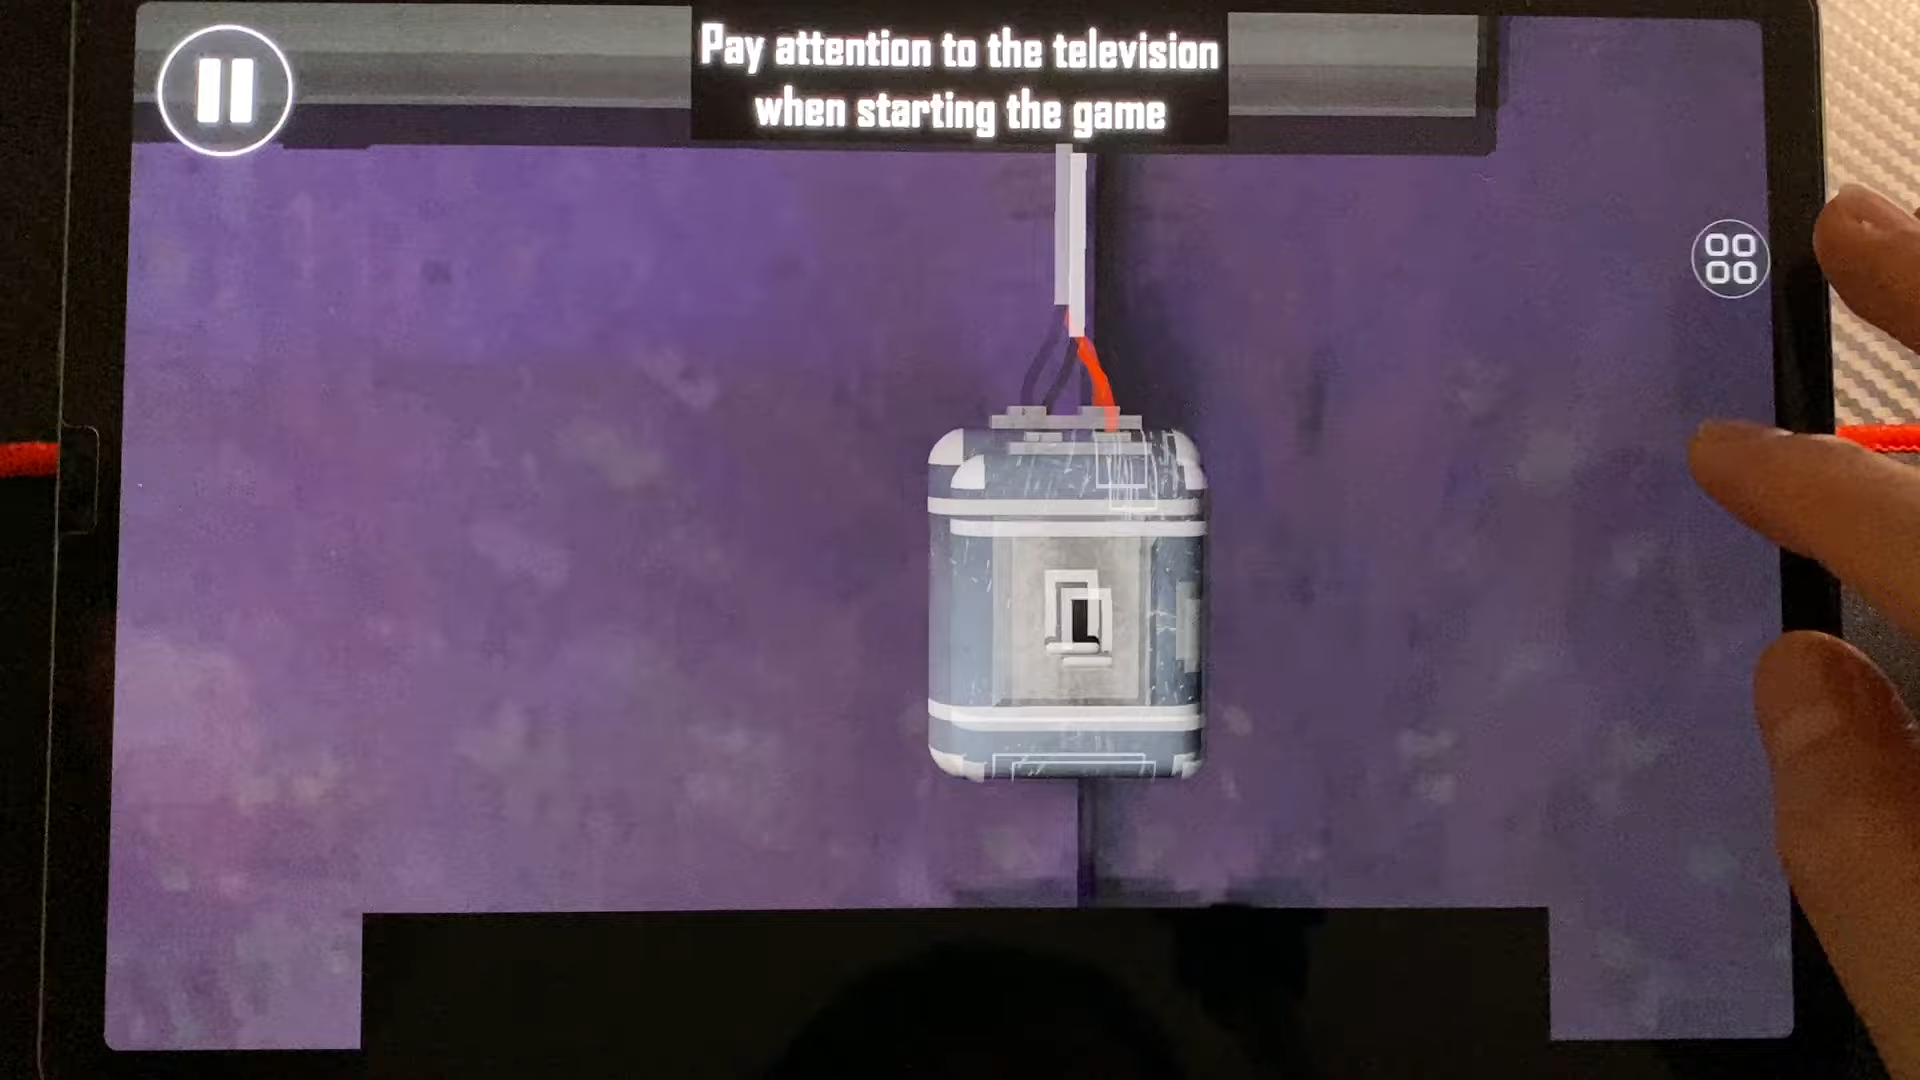 Pay attention to the television
when starting the game